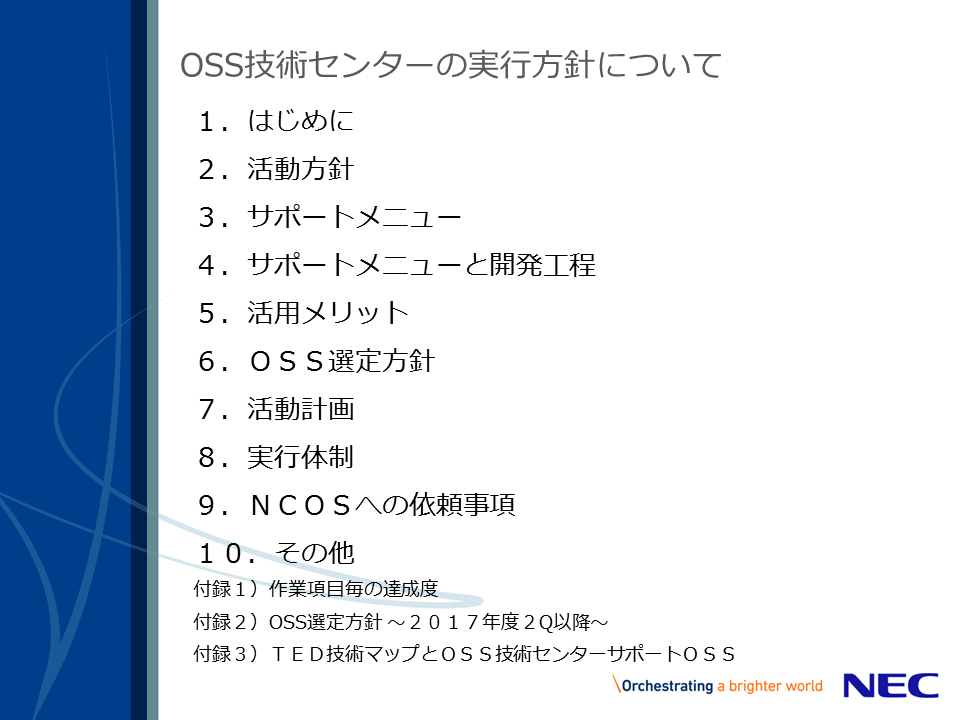 OSS技術センターの実行方針について
１．はじめに
２．活動方針
３．サポートメニュー
４．サポートメニューと開発工程
５．活用メリット
６．ＯＳＳ選定方針
７．活動計画
８．実行体制
９．ＮＣＯＳへの依頼事項
１０．その他
付録１）作業項目毎の達成度
付録２）OSS選定方針 ～２０１７年度２Q以降～
付録３）ＴＥＤ技術マップとＯＳＳ技術センターサポートＯＳＳ
\Orchestrating a brighter world NEC